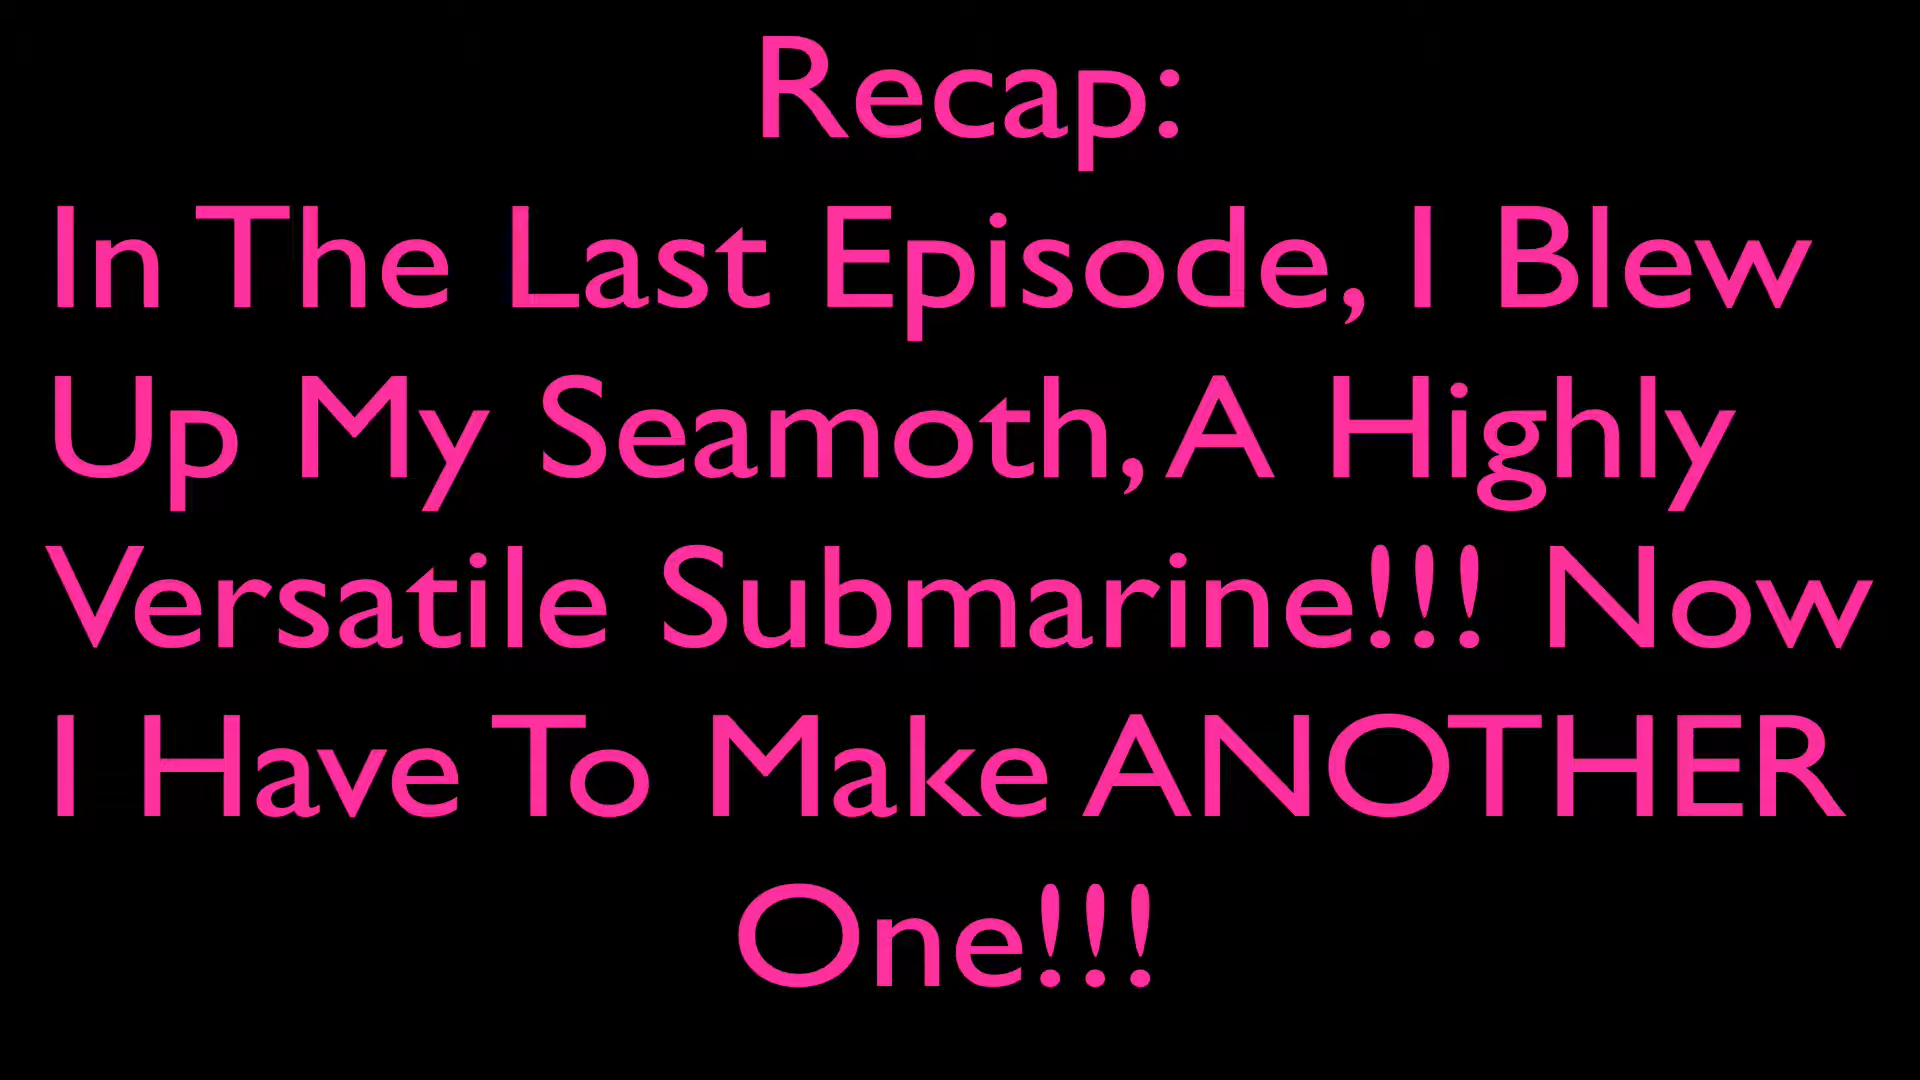 Recap:
In The Last Episode, I Blew
Up My Seamoth, A Highly
Versatile Submarine!!! Now
I Have To Make ANOTHER
One!!!